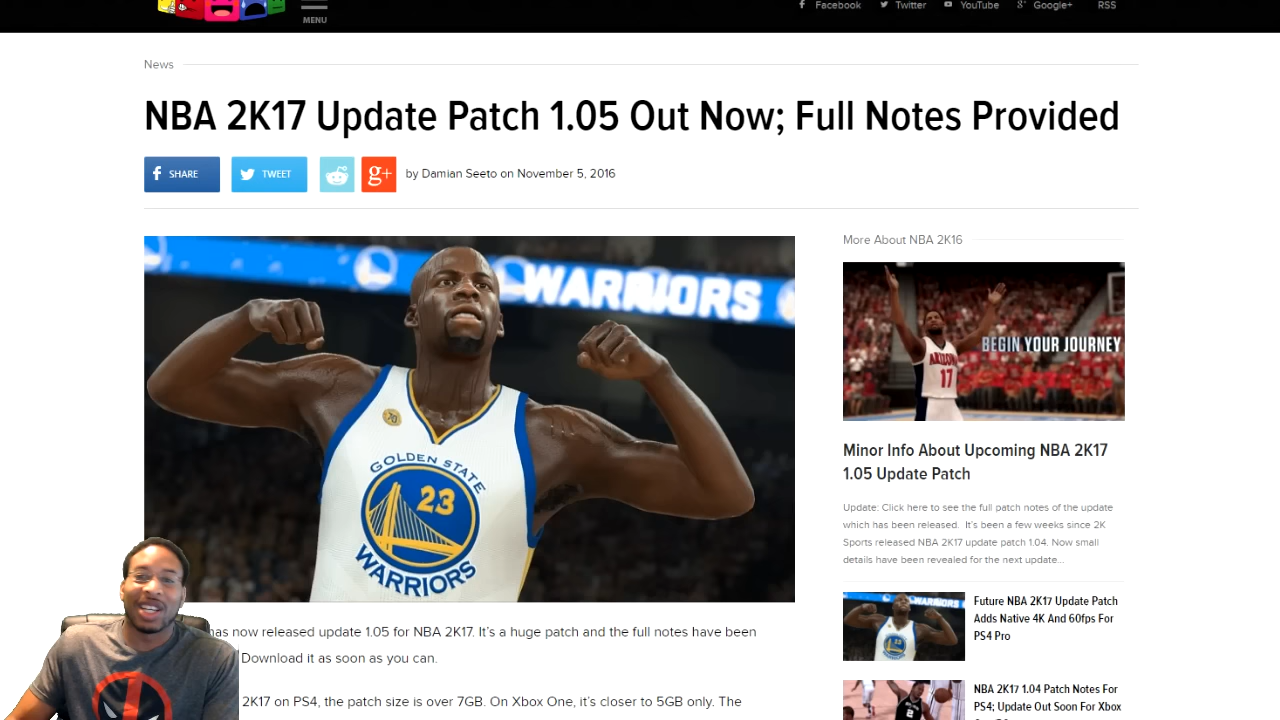 MENU
Facebook
Twitter
YouTube
Google+
RSS
News
NBA 2K17 Update Patch 1.05 Out Now; Full Notes Provided
SHARE
TWEET
g+
by Damian Seeto on November 5, 2016
WARRIORS
GOLDEN STATE
23
WARRIORS
has now released update 1.05 for NBA 2K17. It's a huge patch and the full notes have been
Download it as soon as you can.
2K17 on PS4, the patch size is over 7GB. On Xbox One, it's closer to 5GB only. The
More About NBA 2K16
BEGIN YOUR JOURNEY
ARIZONA
17
Minor Info About Upcoming NBA 2K17
1.05 Update Patch
Update: Click here to see the full patch notes of the update
which has been released. It's been a few weeks since 2K
Sports released NBA 2K17 update patch 1.04. Now small
details have been revealed for the next update...
Future NBA 2K17 Update Patch
Adds Native 4K And 60fps For
PS4 Pro
NBA 2K17 1.04 Patch Notes For
PS4; Update Out Soon For Xbox
2